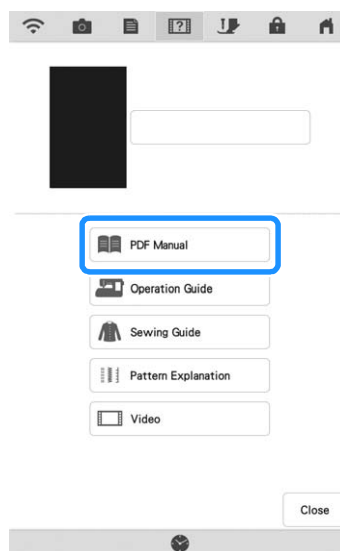 ?
PDF Manual
Operation Guide
Sewing Guide
Pattern Explanation
Video
Close